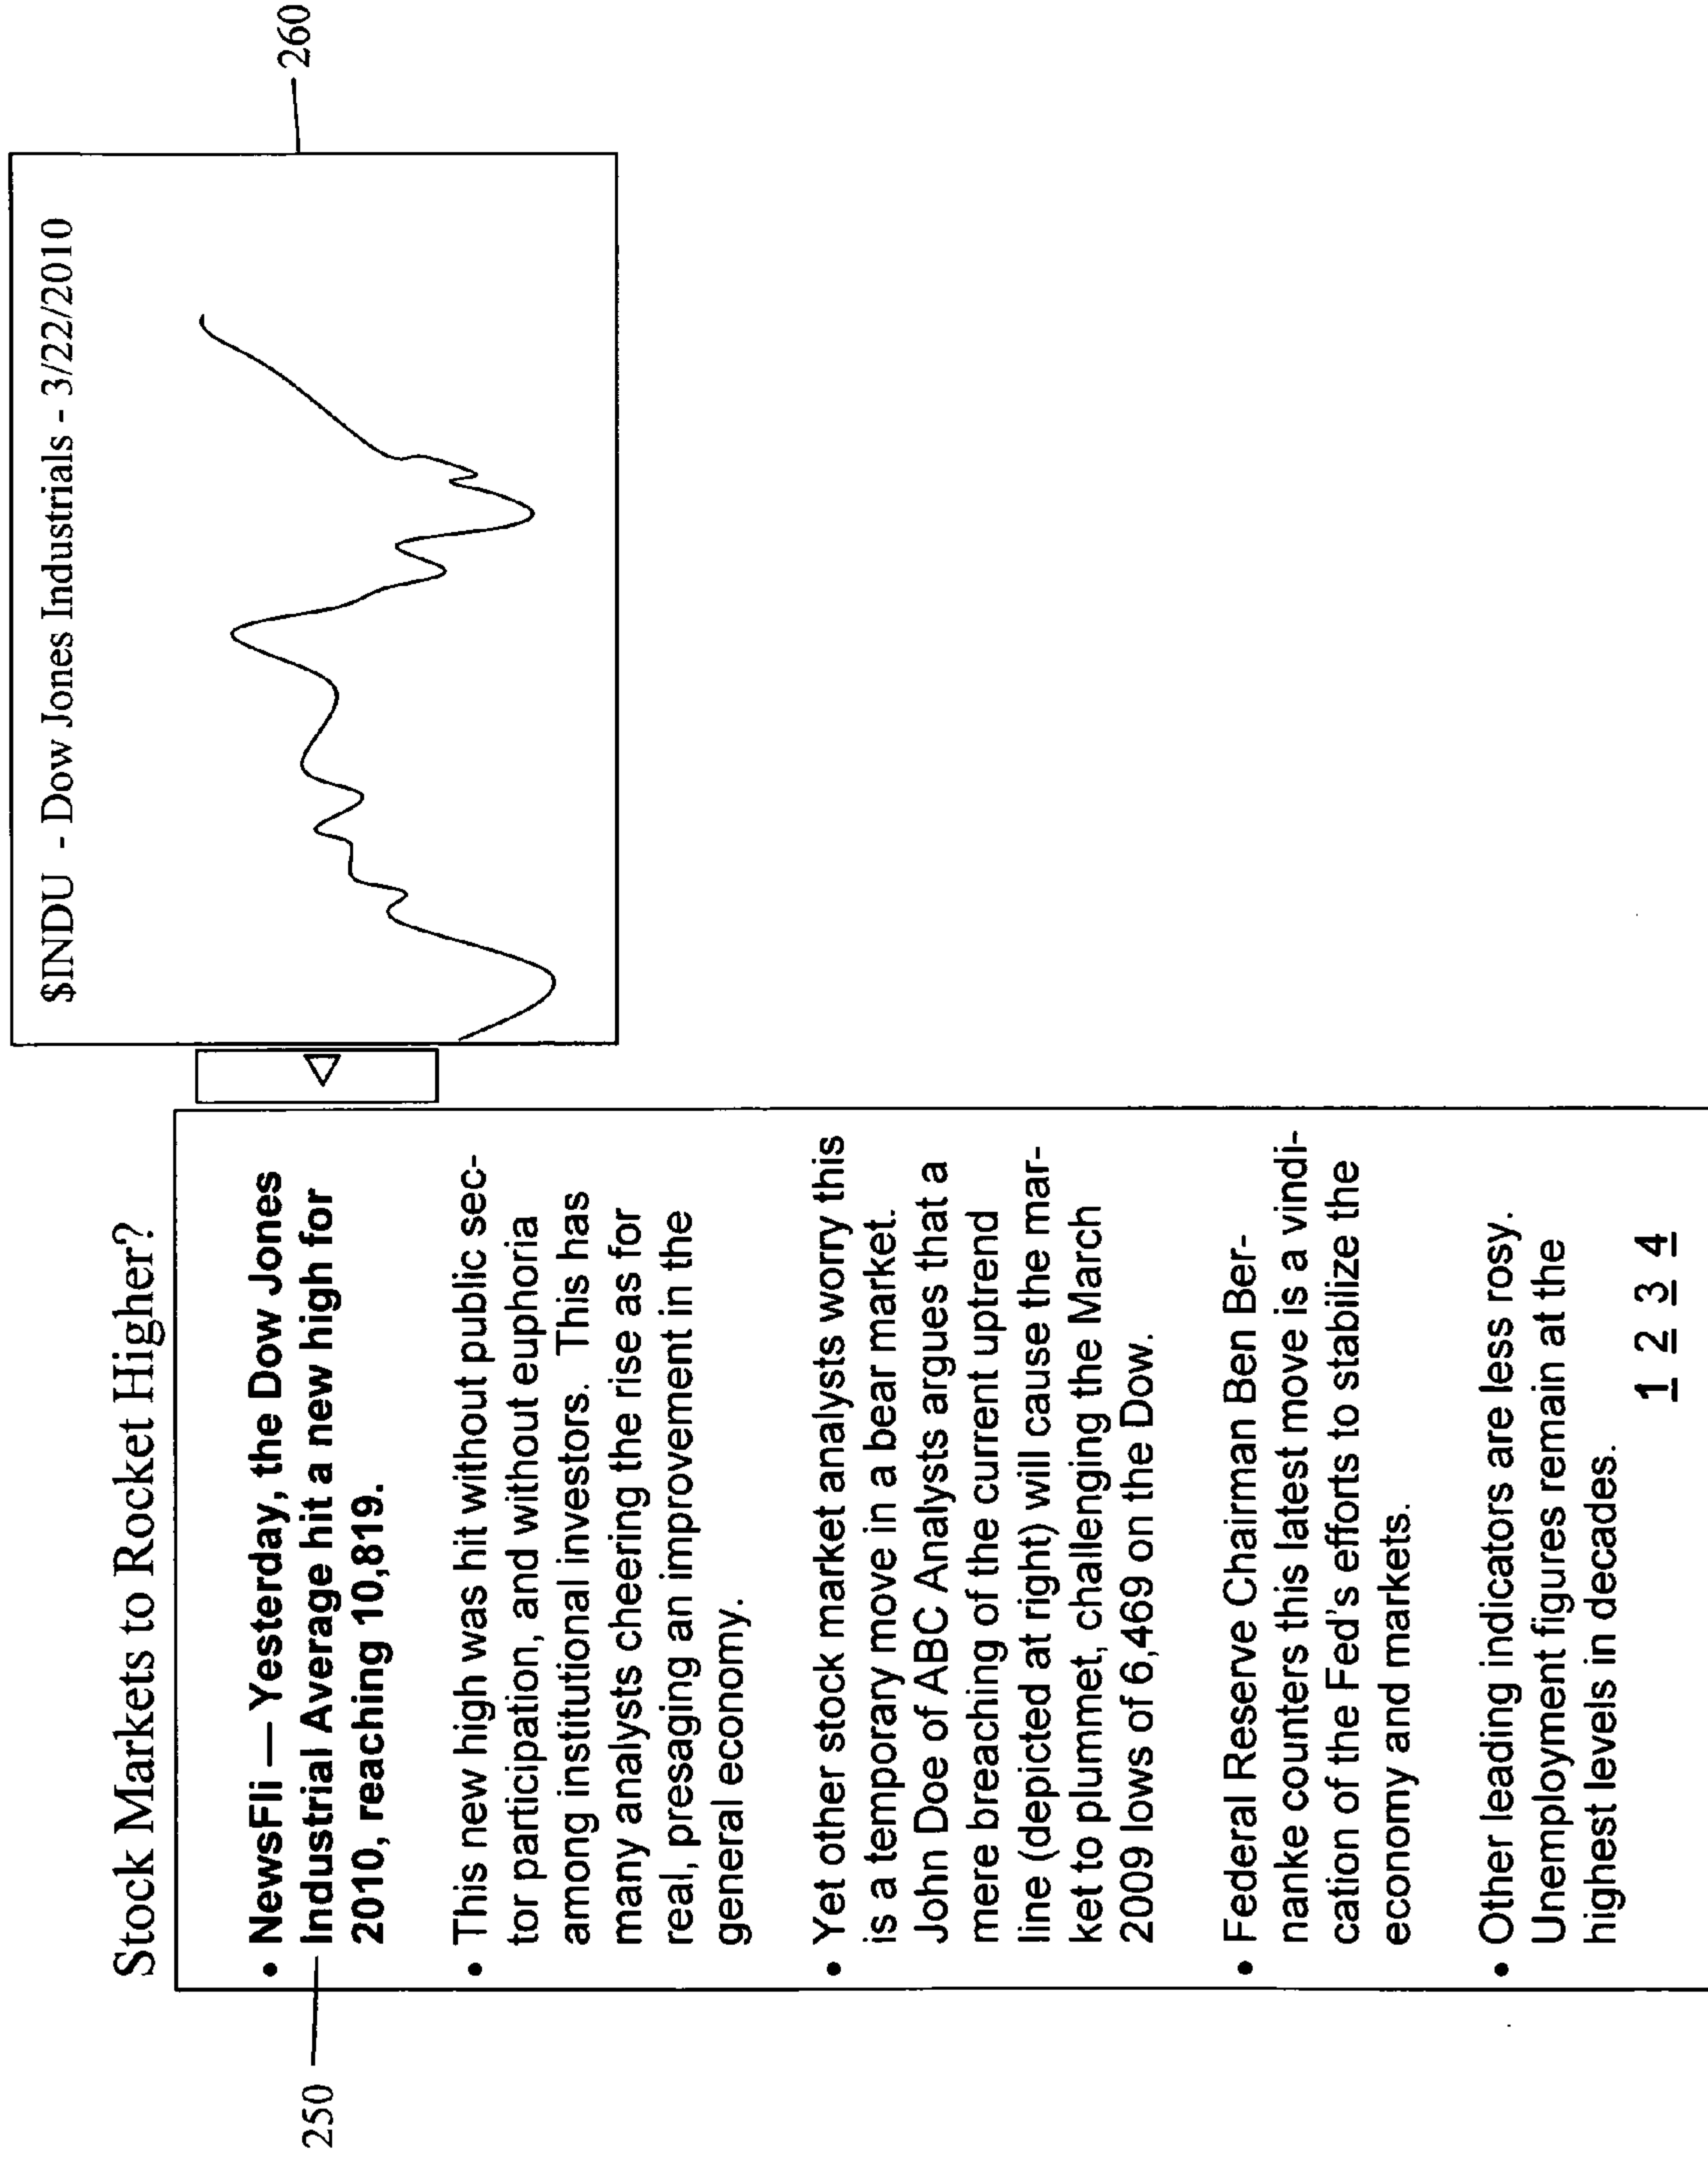 Stock Markets to Rocket Higher?
250
• NewsFli — Yesterday, the Dow Jones
Industrial Average hit a new high for
2010, reaching 10,819.
• This new high was hit without public sec-
tor participation, and without euphoria
among institutional investors. This has
many analysts cheering the rise as for
real, presaging an improvement in the
general economy.
• Yet other stock market analysts worry this
is a temporary move in a bear market.
John Doe of ABC Analysts argues that a
mere breaching of the current uptrend
line (depicted at right) will cause the mar-
ket to plummet, challenging the March
2009 lows of 6,469 on the Dow.
• Federal Reserve Chairman Ben Ber-
nanke counters this latest move is a vindi-
cation of the Fed's efforts to stabilize the
economy and markets.
• Other leading indicators are less rosy.
Unemployment figures remain at the
highest levels in decades.
1 2 3 4
$INDU - Dow Jones Industrials - 3/22/2010
260